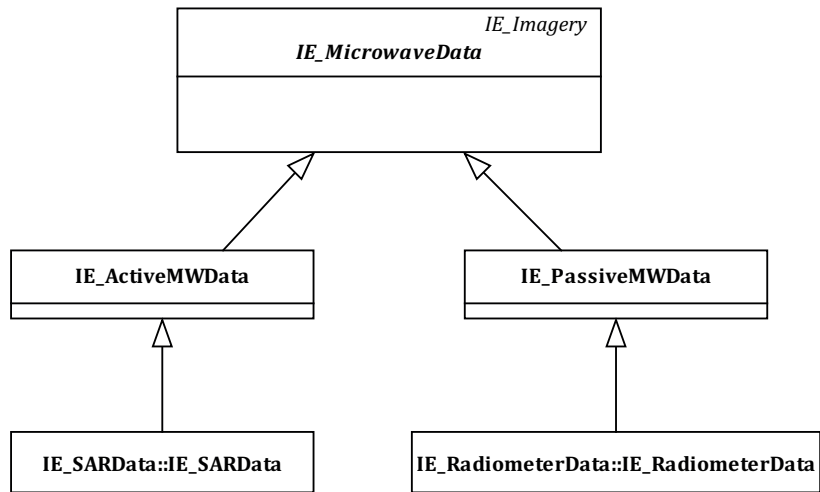 IE_Imagery
IE_MicrowaveData
IE_ActiveMWData
IE_PassiveMWData
IE_SARData::IE_SARData
IE_RadiometerData::IE_RadiometerData